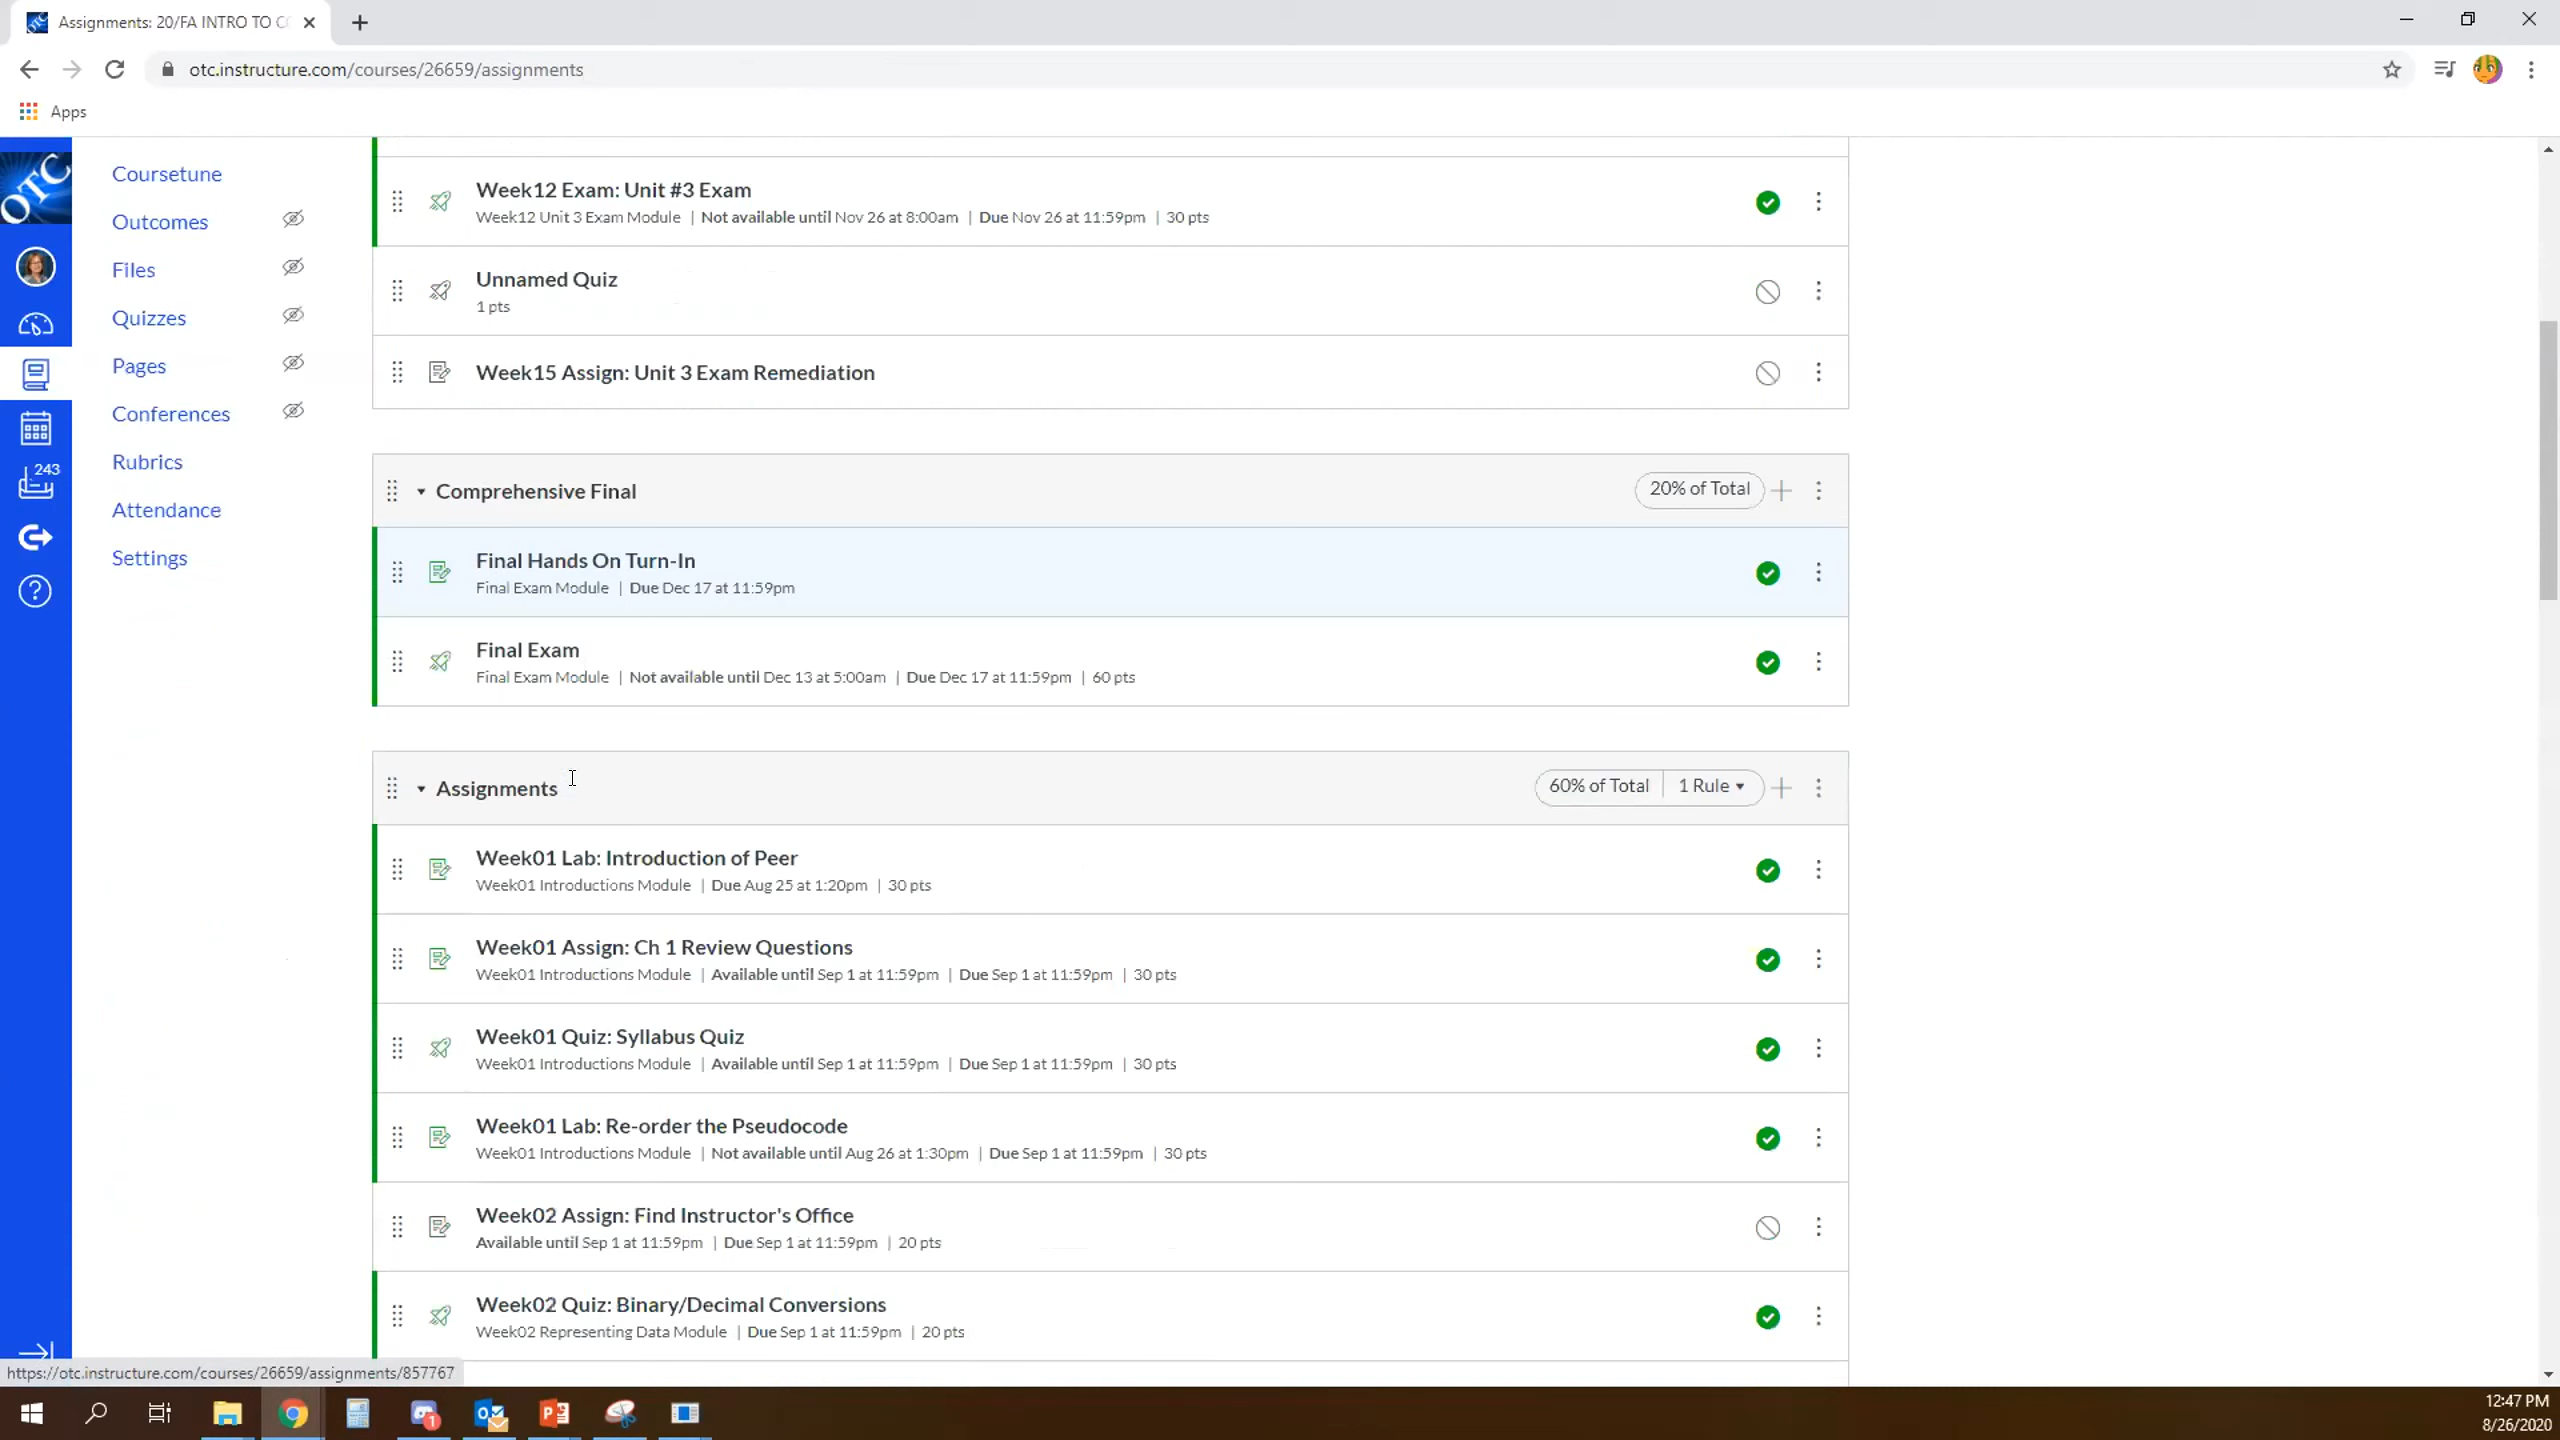 Assignments: 20/FA INTRO TO C
otc.instructure.com/courses/26659/assignments
Apps
OTC
243
Coursetune
Outcomes
Files
Quizzes
Pages
Conferences
Rubrics
Attendance
Settings
Week12 Exam: Unit #3 Exam
Week12 Unit 3 Exam Module | Not available until Nov 26 at 8:00am | Due Nov 26 at 11:59pm | 30 pts
Unnamed Quiz
1 pts
Week15 Assign: Unit 3 Exam Remediation
Comprehensive Final 20% of Total
Final Hands On Turn-In
Final Exam Module | Due Dec 17 at 11:59pm
Final Exam
Final Exam Module | Not available until Dec 13 at 5:00am | Due Dec 17 at 11:59pm | 60 pts
Assignments 60% of Total | 1 Rule
Week01 Lab: Introduction of Peer
Week01 Introductions Module | Due Aug 25 at 1:20pm | 30 pts
Week01 Assign: Ch 1 Review Questions
Week01 Introductions Module | Available until Sep 1 at 11:59pm | Due Sep 1 at 11:59pm | 30 pts
Week01 Quiz: Syllabus Quiz
Week01 Introductions Module | Available until Sep 1 at 11:59pm | Due Sep 1 at 11:59pm | 30 pts
Week01 Lab: Re-order the Pseudocode
Week01 Introductions Module | Not available until Aug 26 at 1:30pm | Due Sep 1 at 11:59pm | 30 pts
Week02 Assign: Find Instructor's Office
Available until Sep 1 at 11:59pm | Due Sep 1 at 11:59pm | 20 pts
Week02 Quiz: Binary/Decimal Conversions
Week02 Representing Data Module | Due Sep 1 at 11:59pm | 20 pts
https://otc.instructure.com/courses/26659/assignments/857767
1
12:47 PM
8/26/2020